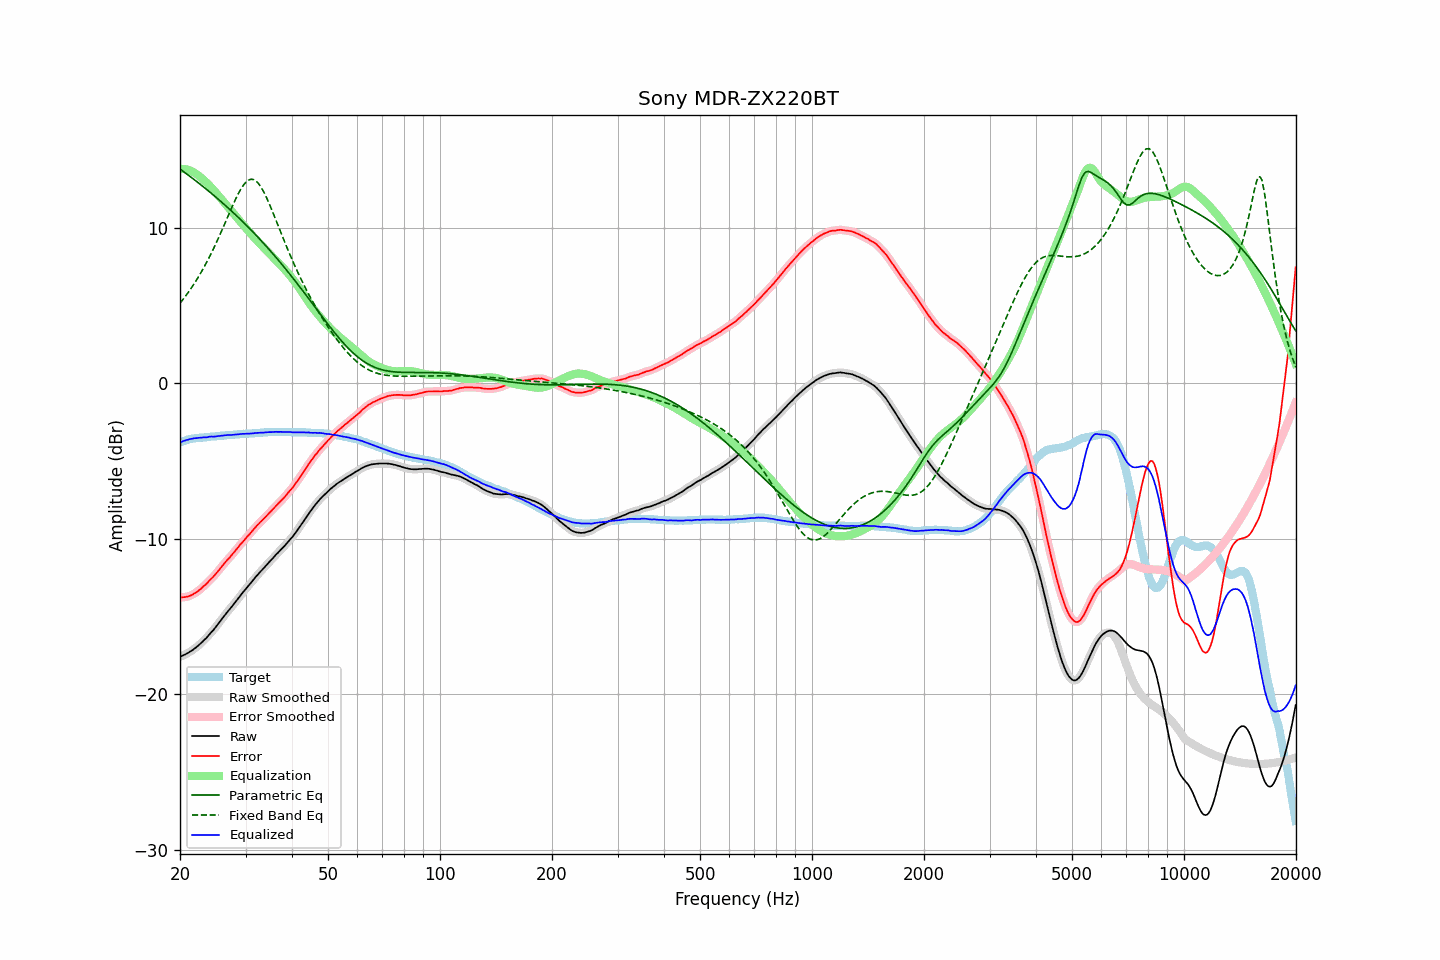 Sony MDR-ZX220BT
Amplitude (dBr)
10
0
−10
−20
−30
Target
Raw Smoothed
Error Smoothed
Raw
Error
Equalization
Parametric Eq
Fixed Band Eq
Equalized
20 50 100 200 500 1000 2000 5000 10000 20000
Frequency (Hz)